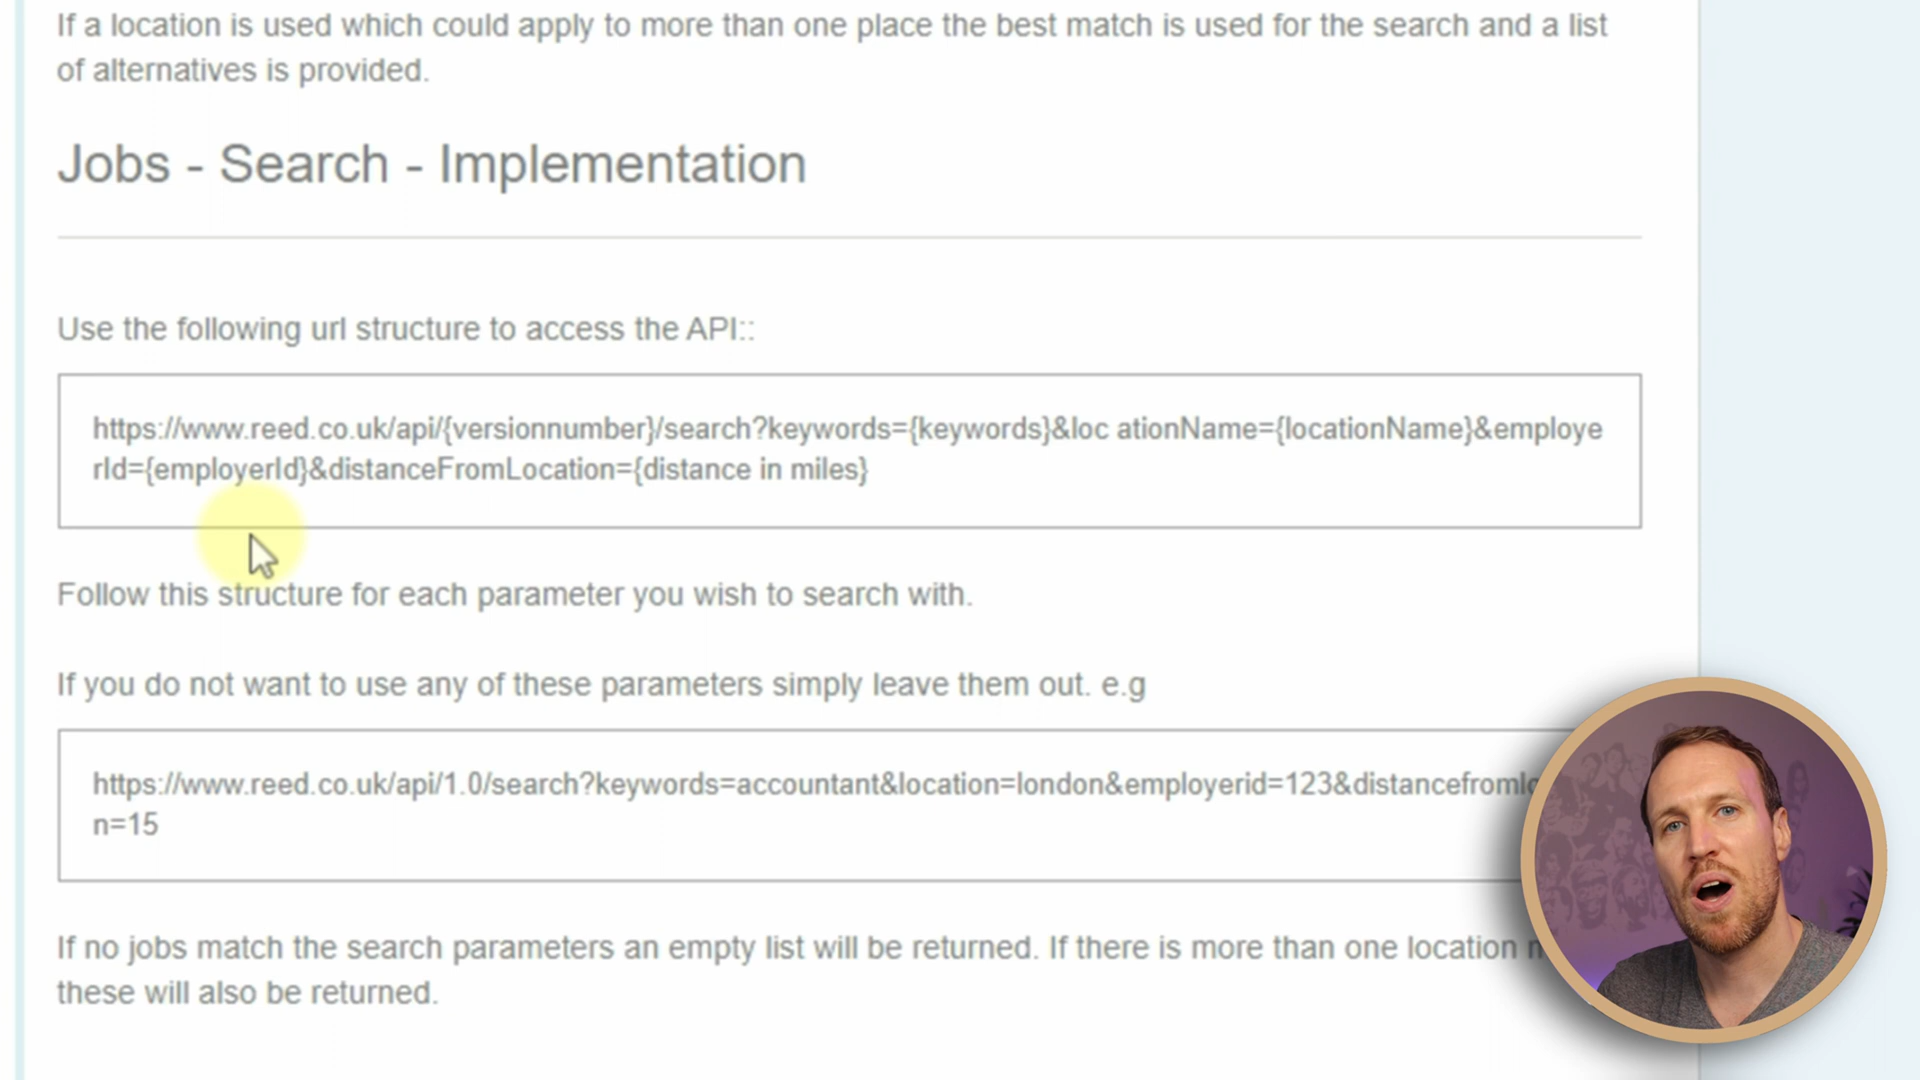 If a location is used which could apply to more than one place the best match is used for the search and a list
of alternatives is provided.
Jobs - Search - Implementation
Use the following url structure to access the API::
https://www.reed.co.uk/api/{versionnumber}/search?keywords={keywords}&loc ationName={locationName}&employe
rId={employerId}&distanceFromLocation={distance in miles}
Follow this structure for each parameter you wish to search with.
If you do not want to use any of these parameters simply leave them out. e.g
https://www.reed.co.uk/api/1.0/search?keywords=accountant&location=london&employerid=123&distancefromlo
n=15
If no jobs match the search parameters an empty list will be returned. If there is more than one location
these will also be returned.